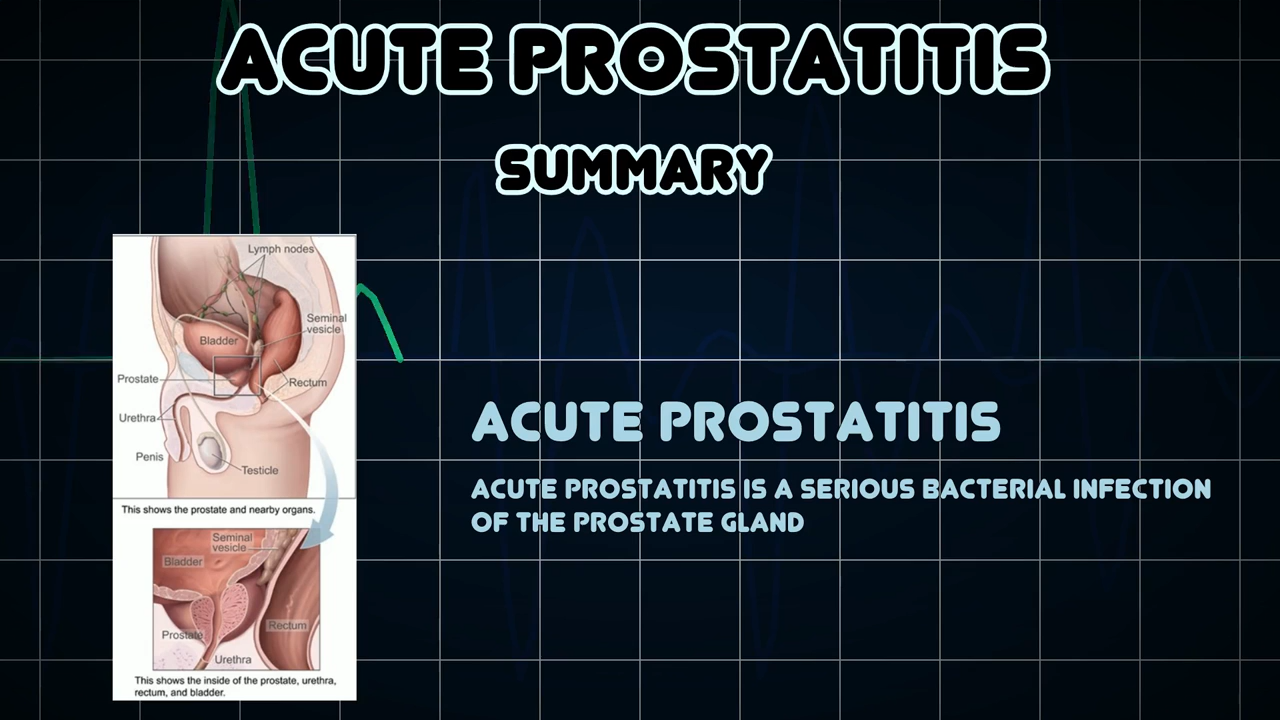 ACUTE PROSTATITIS
SUMMARY
Lymph nodes
Seminal
vesicle
Bladder
Prostate
Rectum
Urethra
Penis
Testicle
This shows the prostate and nearby organs.
Seminal
vesicle
Bladder
Rectum
Prostate
Urethra
This shows the inside of the prostate, urethra,
rectum, and bladder.
ACUTE PROSTATITIS
ACUTE PROSTATITIS IS A SERIOUS BACTERIAL INFECTION
OF THE PROSTATE GLAND